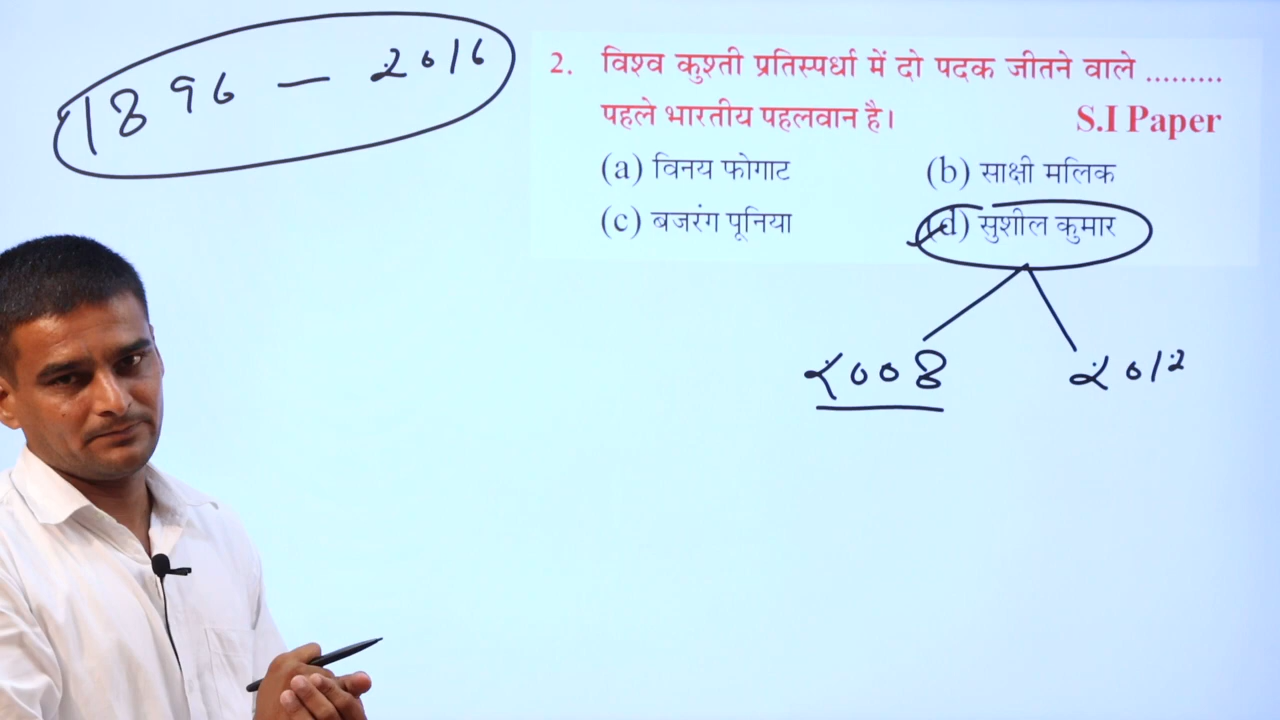 1896 - 2016
2. विश्व कुश्ती प्रतिस्पर्धा में दो पदक जीतने वाले .........
पहले भारतीय पहलवान है। S.I Paper
(a) विनय फोगाट (b) साक्षी मलिक
(c) बजरंग पूनिया (d) सुशील कुमार
2008 2012